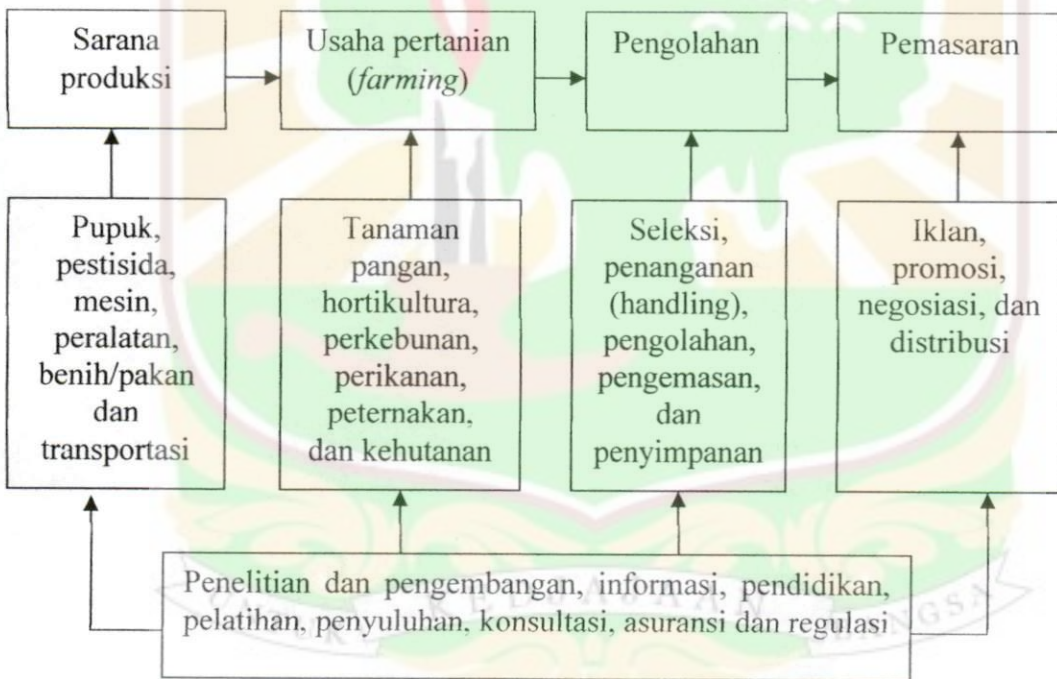 Sarana
produksi
Usaha pertanian
(farming)
Pengolahan
Pemasaran
Pupuk,
pestisida,
mesin,
peralatan,
benih/pakan
dan
transportasi
Tanaman
pangan,
hortikultura,
perkebunan,
perikanan,
peternakan,
dan kehutanan
Seleksi,
penanganan
(handling),
pengolahan,
pengemasan,
dan
penyimpanan
Iklan,
promosi,
negosiasi, dan
distribusi
Penelitian dan pengembangan, informasi, pendidikan,
pelatihan, penyuluhan, konsultasi, asuransi dan regulasi